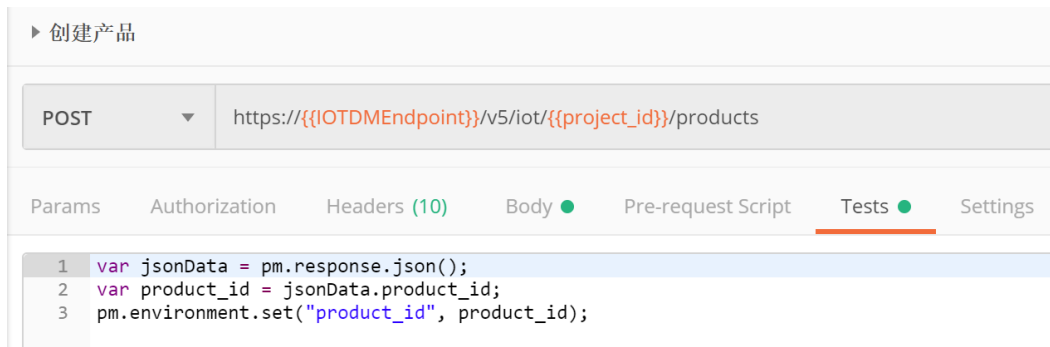 创建产品
POST https://{{IOTDMEndpoint}}/v5/iot/{{project_id}}/products
Params Authorization Headers (10) Body Pre-request Script Tests Settings
1 var jsonData = pm.response.json();
2 var product_id = jsonData.product_id;
3 pm.environment.set("product_id", product_id);